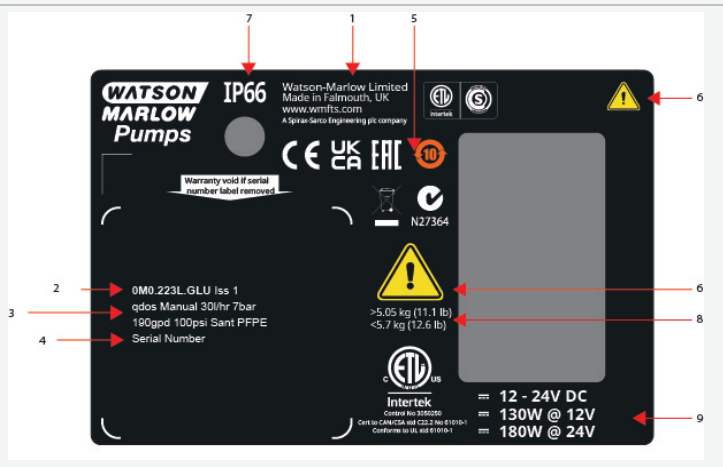 7
1
5
WATSON
MARLOW
Pumps
IP66
Watson-Marlow Limited
Made in Falmouth, UK
www.wmfts.com
A Spirax-Sarco Engineering plc company
ETL
Intertek
S
6
CE UKCA EAC 10
Warranty void if serial
number label removed
N27364
2
0M0.223L.GLU Iss 1
3
qdos Manual 30l/hr 7bar
190gpd 100psi Sant PFPE
4
Serial Number
6
>5.05 kg (11.1 lb)
<5.7 kg (12.6 lb)
8
ETL
C US
Intertek
Control No 3050250
Cert to CAN/CSA std C22.2 No 61010-1
Conforms to UL std 61010-1
12 - 24V DC
130W @ 12V
180W @ 24V
9